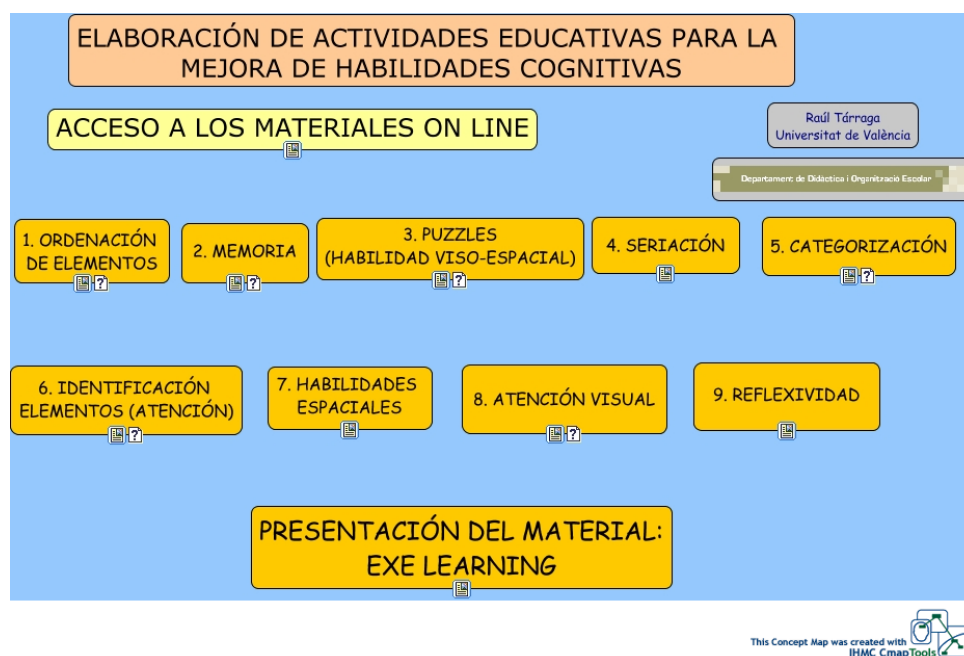 ELABORACIÓN DE ACTIVIDADES EDUCATIVAS PARA LA
MEJORA DE HABILIDADES COGNITIVAS
ACCESO A LOS MATERIALES ON LINE
Raúl Tárraga
Universitat de València
Departament de Didàctica i Organització Escolar
1. ORDENACIÓN
DE ELEMENTOS
2. MEMORIA
3. PUZZLES
(HABILIDAD VISO-ESPACIAL)
4. SERIACIÓN
5. CATEGORIZACIÓN
6. IDENTIFICACIÓN
ELEMENTOS (ATENCIÓN)
7. HABILIDADES
ESPACIALES
8. ATENCIÓN VISUAL
9. REFLEXIVIDAD
PRESENTACIÓN DEL MATERIAL:
EXE LEARNING
This Concept Map was created with
IHMC CmapTools